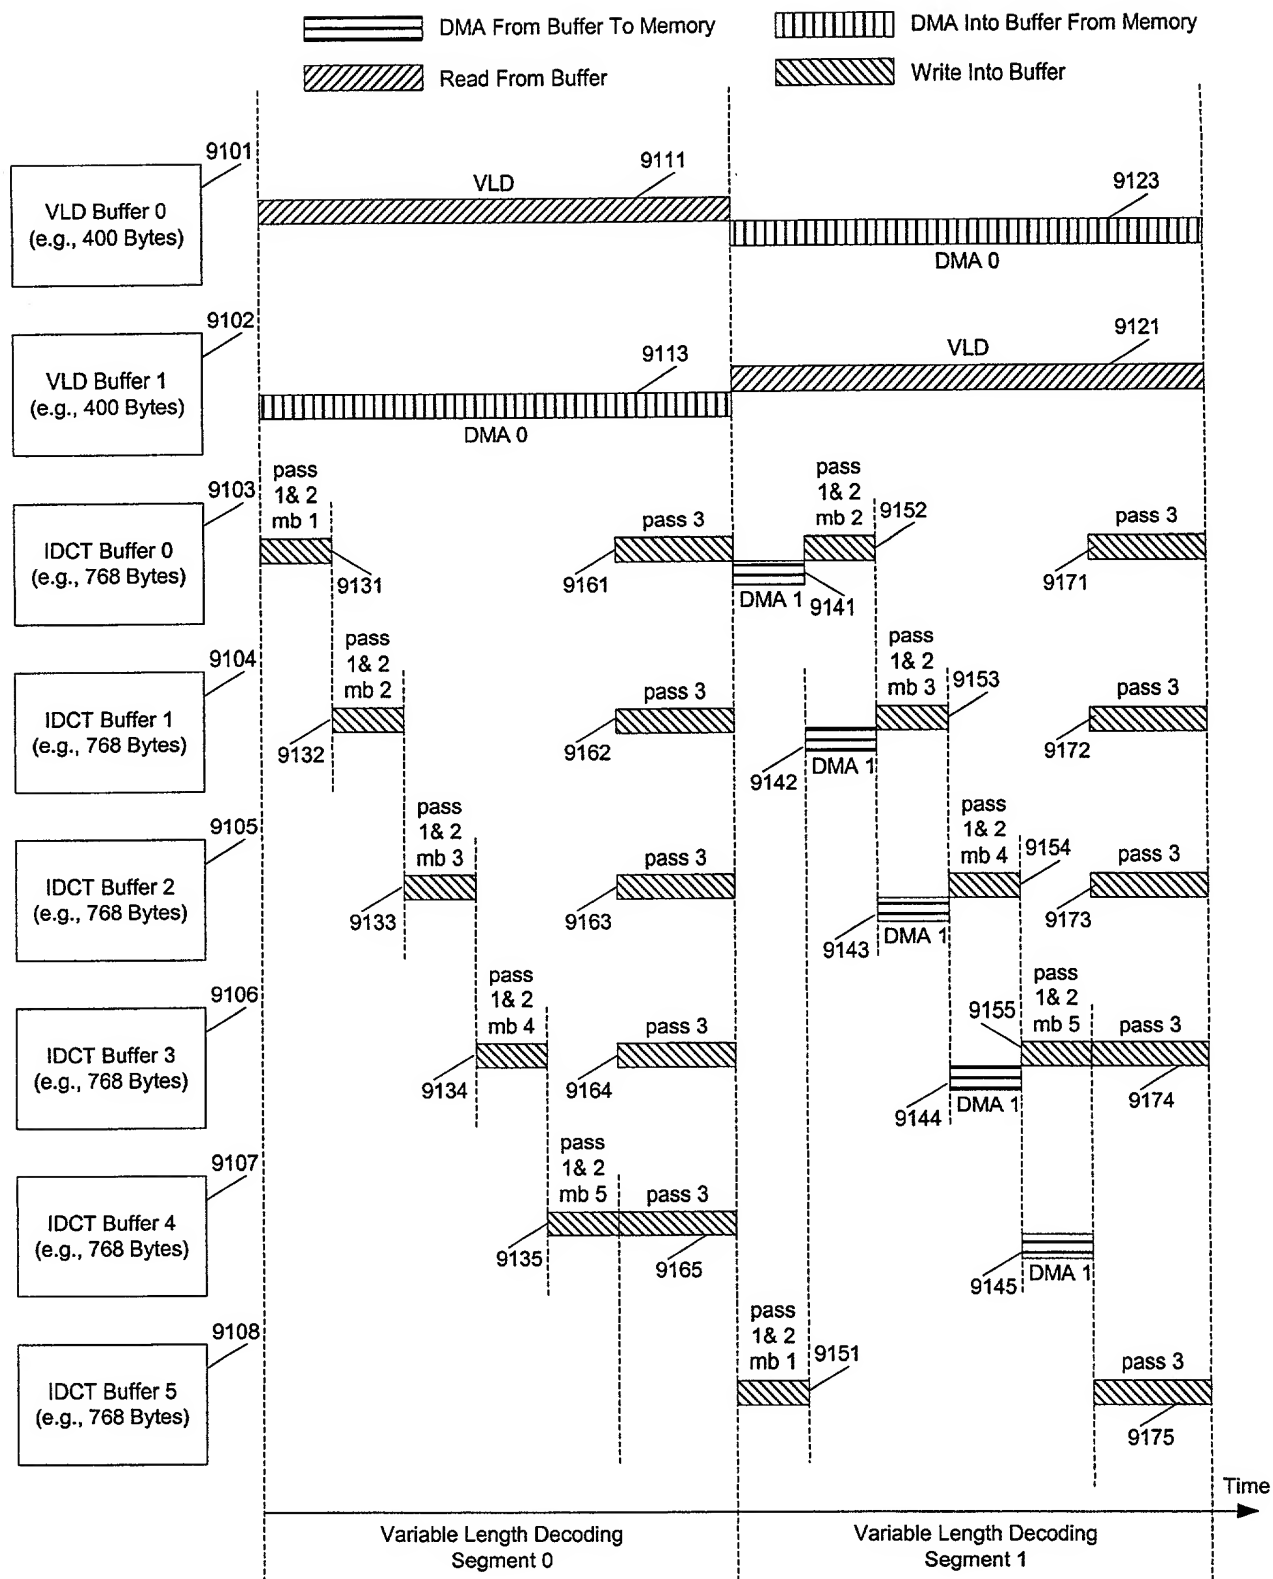 DMA From Buffer To Memory
DMA Into Buffer From Memory
Read From Buffer
Write Into Buffer
9101
VLD Buffer 0
(e.g., 400 Bytes)
VLD
9111
9123
DMA 0
9102
VLD Buffer 1
(e.g., 400 Bytes)
9113
DMA 0
VLD
9121
9103
IDCT Buffer 0
(e.g., 768 Bytes)
pass
1& 2
mb 1
9131
pass 3
9161
DMA 1
9141
pass
1& 2
mb 2
9152
pass 3
9171
9104
IDCT Buffer 1
(e.g., 768 Bytes)
pass
1& 2
mb 2
9132
pass 3
9162
9142
DMA 1
pass
1& 2
mb 3
9153
pass 3
9172
9105
IDCT Buffer 2
(e.g., 768 Bytes)
pass
1& 2
mb 3
9133
pass 3
9163
9143
DMA 1
pass
1& 2
mb 4
9154
pass 3
9173
9106
IDCT Buffer 3
(e.g., 768 Bytes)
pass
1& 2
mb 4
9134
pass 3
9164
9144
DMA 1
9155
pass
1& 2
mb 5
pass 3
9174
9107
IDCT Buffer 4
(e.g., 768 Bytes)
pass
1& 2
mb 5
9135
pass 3
9165
9145
DMA 1
9108
IDCT Buffer 5
(e.g., 768 Bytes)
pass
1& 2
mb 1
9151
pass 3
9175
Time
Variable Length Decoding
Segment 0
Variable Length Decoding
Segment 1